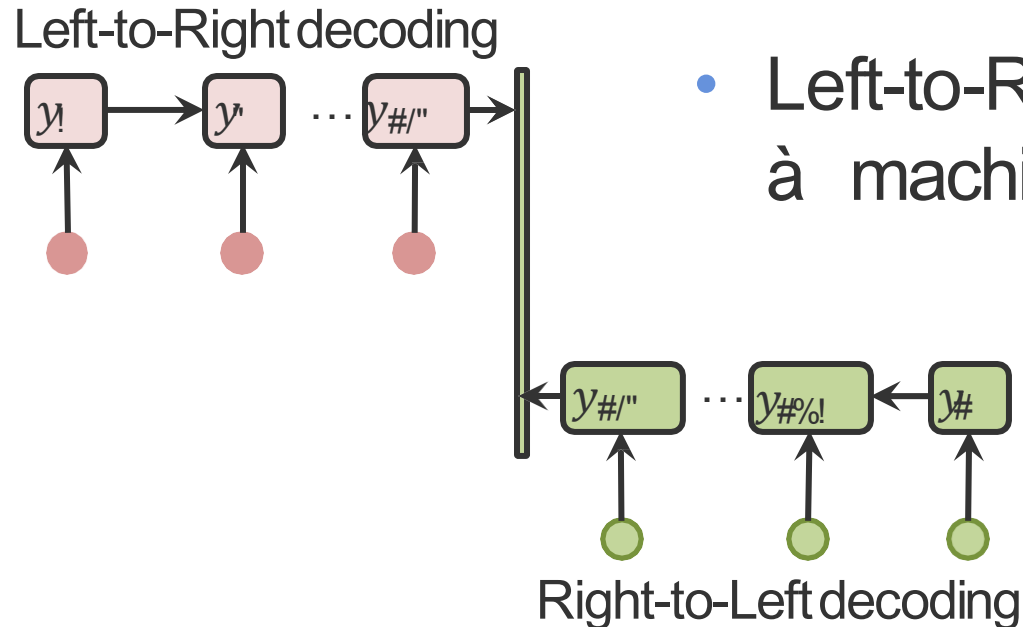 Left-to-Right decoding
y! y" ... y#/"
• Left-to-R
à machi
y#/" ... y#%! y#
Right-to-Left decoding